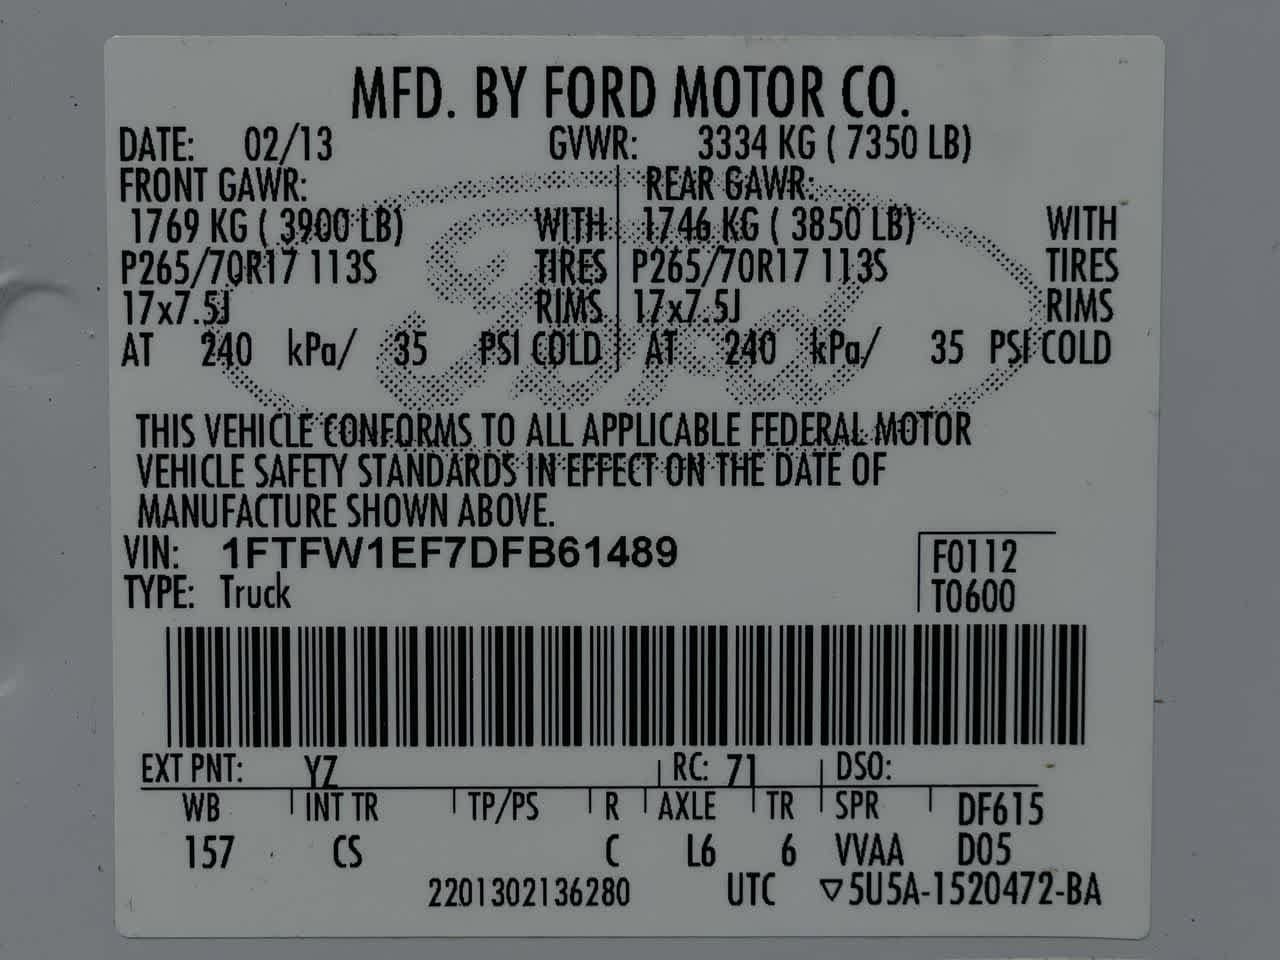 MFD. BY FORD MOTOR CO.
DATE: 02/13 GVWR: 3334 KG ( 7350 LB)
FRONT GAWR: REAR GAWR:
1769 KG ( 3900 LB) WITH 1746 KG ( 3850 LB) WITH
P265/70R17 113S TIRES P265/70R17 113S TIRES
17x7.5J RIMS 17x7.5J RIMS
AT 240 kPa/ 35 PSI COLD AT 240 kPa/ 35 PSI COLD
THIS VEHICLE CONFORMS TO ALL APPLICABLE FEDERAL MOTOR
VEHICLE SAFETY STANDARDS IN EFFECT ON THE DATE OF
MANUFACTURE SHOWN ABOVE.
VIN: 1FTFW1EF7DFB61489 F0112
TYPE: Truck T0600
EXT PNT: YZ RC: 71 DSO:
WB INT TR TP/PS R AXLE TR SPR DF615
157 CS C L6 6 VVAA D05
2201302136280 UTC ▽5U5A-1520472-BA
Ford